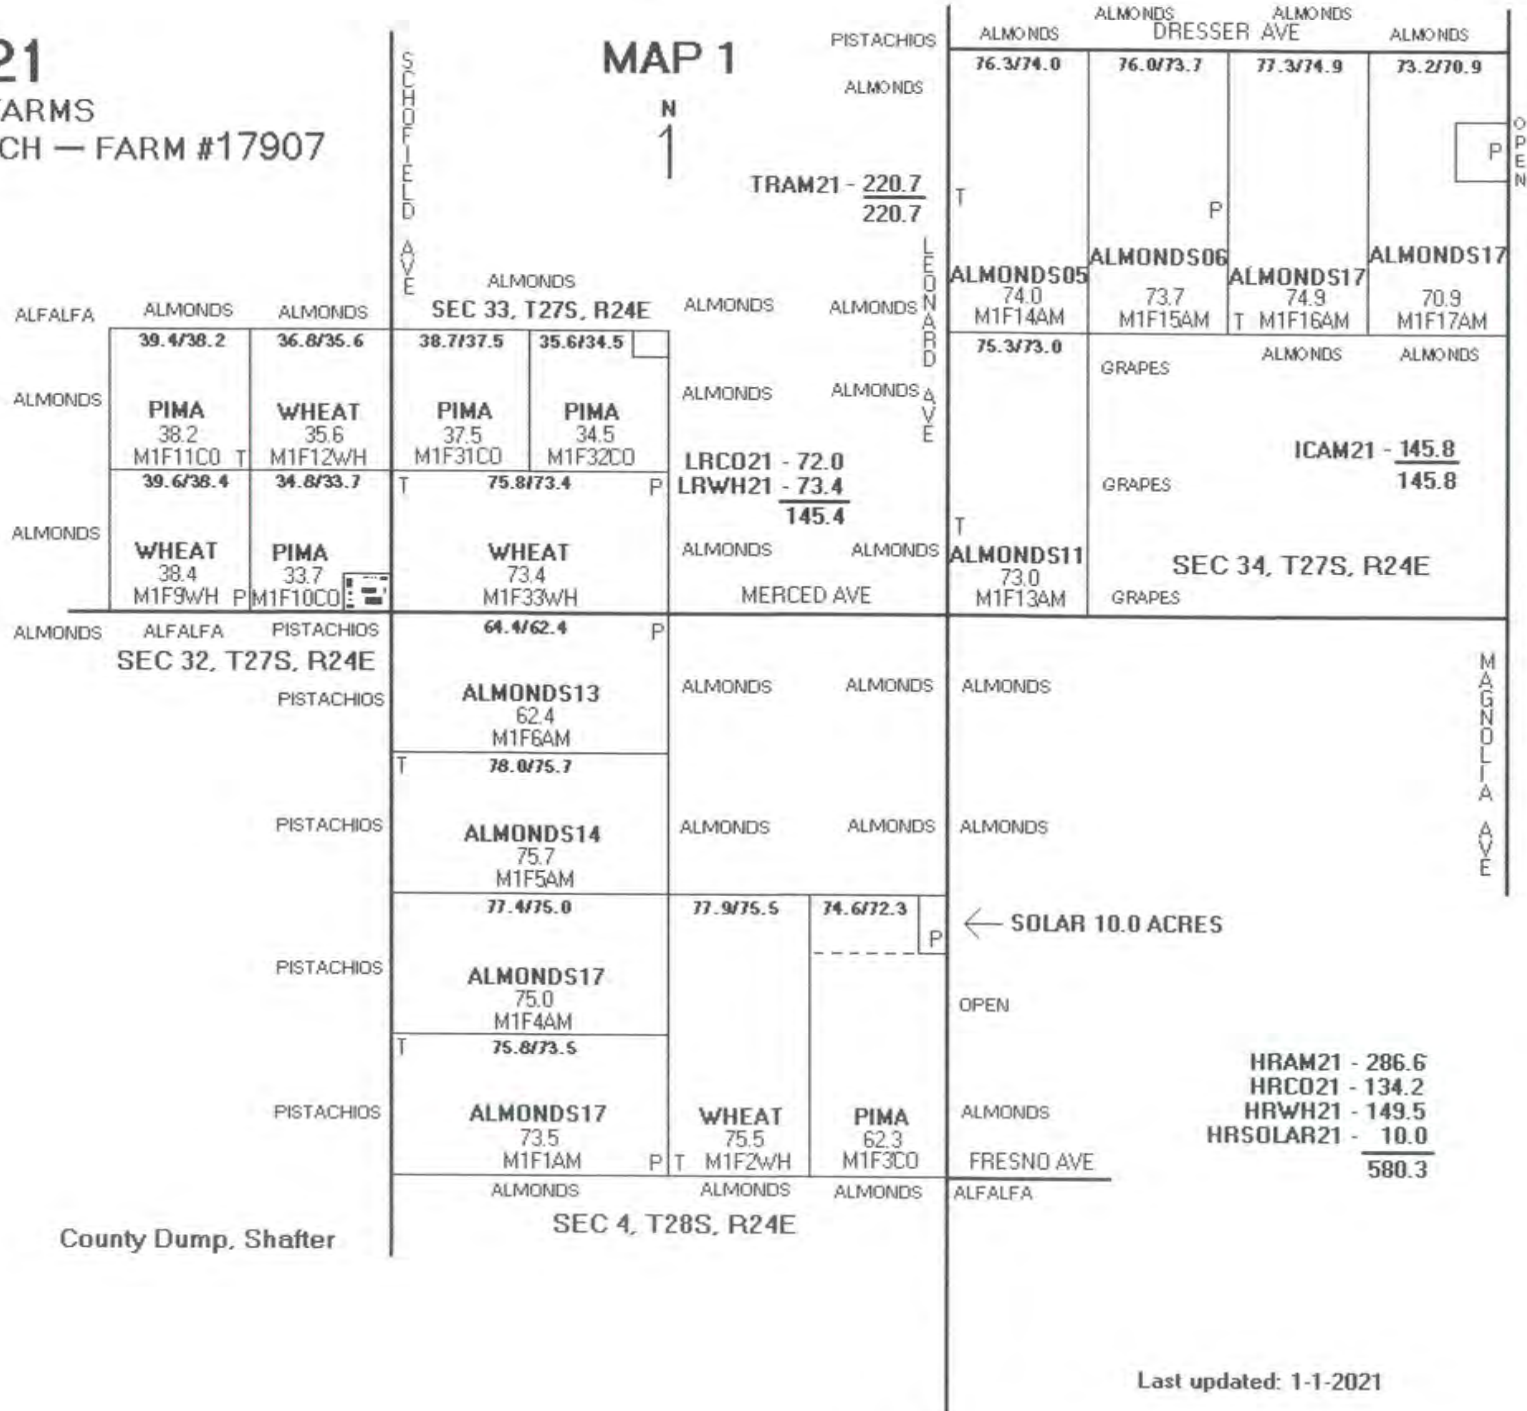 21
FARMS
CH — FARM #17907
MAP 1
N
SCHOFIELD AVE
PISTACHIOS
ALMONDS
ALMONDS
ALMONDS
ALMONDS
DRESSER AVE
ALMONDS
76.3/74.0
76.0/73.7
77.3/74.9
73.2/70.9
OPEN
P
T
P
TRAM21 - 220.7
220.7
LEONARD AVE
ALMONDS05
74.0
M1F14AM
ALMONDS06
73.7
M1F15AM
ALMONDS17
74.9
T M1F16AM
ALMONDS17
70.9
M1F17AM
ALMONDS
SEC 33, T27S, R24E
ALFALFA
ALMONDS
ALMONDS
ALMONDS
ALMONDS
39.4/38.2
36.8/35.6
38.7/37.5
35.6/34.5
75.3/73.0
GRAPES
ALMONDS
ALMONDS
ALMONDS
PIMA
38.2
M1F11CO T
WHEAT
35.6
M1F12WH
PIMA
37.5
M1F31CO
PIMA
34.5
M1F32CO
ALMONDS
ALMONDS
LRCO21 - 72.0
LRWH21 - 73.4
145.4
ICAM21 - 145.8
145.8
GRAPES
39.6/38.4
34.8/33.7
T
75.8/73.4
P
T
ALMONDS
WHEAT
38.4
M1F9WH P
PIMA
33.7
M1F10CO
WHEAT
73.4
M1F33WH
ALMONDS
ALMONDS
MERCED AVE
ALMONDS11
73.0
M1F13AM
SEC 34, T27S, R24E
GRAPES
ALMONDS
ALFALFA
PISTACHIOS
SEC 32, T27S, R24E
64.4/62.4
P
PISTACHIOS
ALMONDS13
62.4
M1F6AM
ALMONDS
ALMONDS
ALMONDS
MAGNOLIA AVE
T
78.0/75.7
PISTACHIOS
ALMONDS14
75.7
M1F5AM
ALMONDS
ALMONDS
ALMONDS
77.4/75.0
77.9/75.5
74.6/72.3
P
SOLAR 10.0 ACRES
PISTACHIOS
ALMONDS17
75.0
M1F4AM
OPEN
T
75.8/73.5
PISTACHIOS
ALMONDS17
73.5
M1F1AM P
WHEAT
75.5
T M1F2WH
PIMA
62.3
M1F3CO
ALMONDS
FRESNO AVE
HRAM21 - 286.6
HRCO21 - 134.2
HRWH21 - 149.5
HRSOLAR21 - 10.0
580.3
ALMONDS
ALMONDS
ALMONDS
ALFALFA
SEC 4, T28S, R24E
County Dump, Shafter
Last updated: 1-1-2021